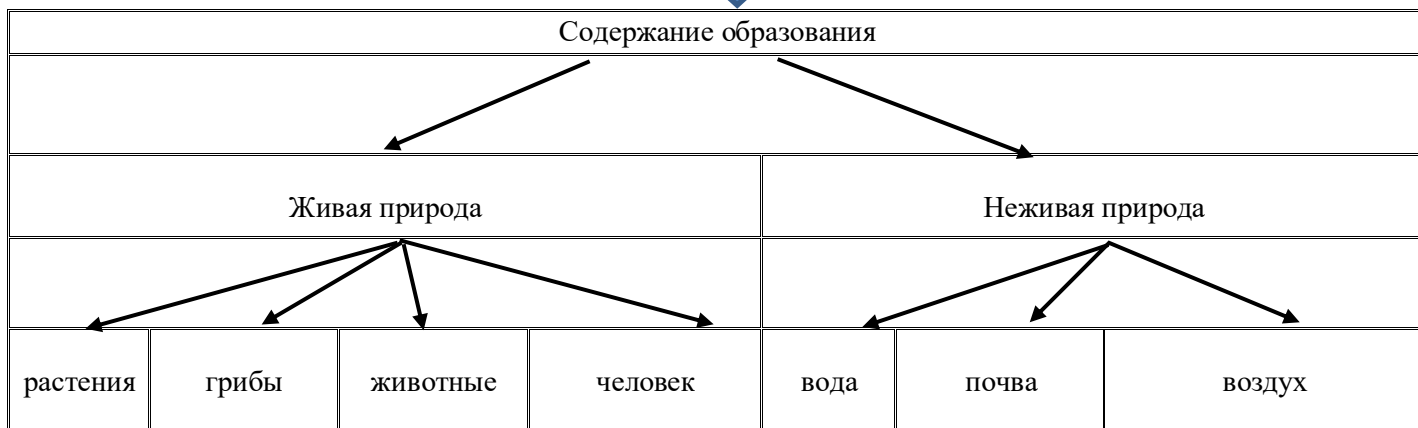 Содержание образования
Живая природа
Неживая природа
растения
грибы
животные
человек
вода
почва
воздух